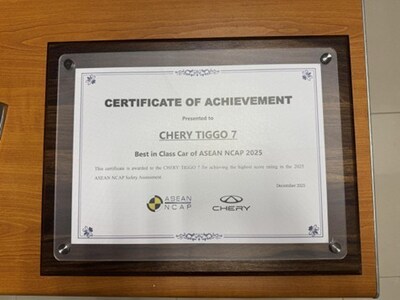 CERTIFICATE OF ACHIEVEMENT
Presented to
CHERY TIGGO 7
Best in Class Car of ASEAN NCAP 2025
This certificate is awarded to the CHERY TIGGO 7 for achieving the highest score rating in the 2025
ASEAN NCAP Safety Assessment
November 2025
ASEAN
NCAP
CHERY